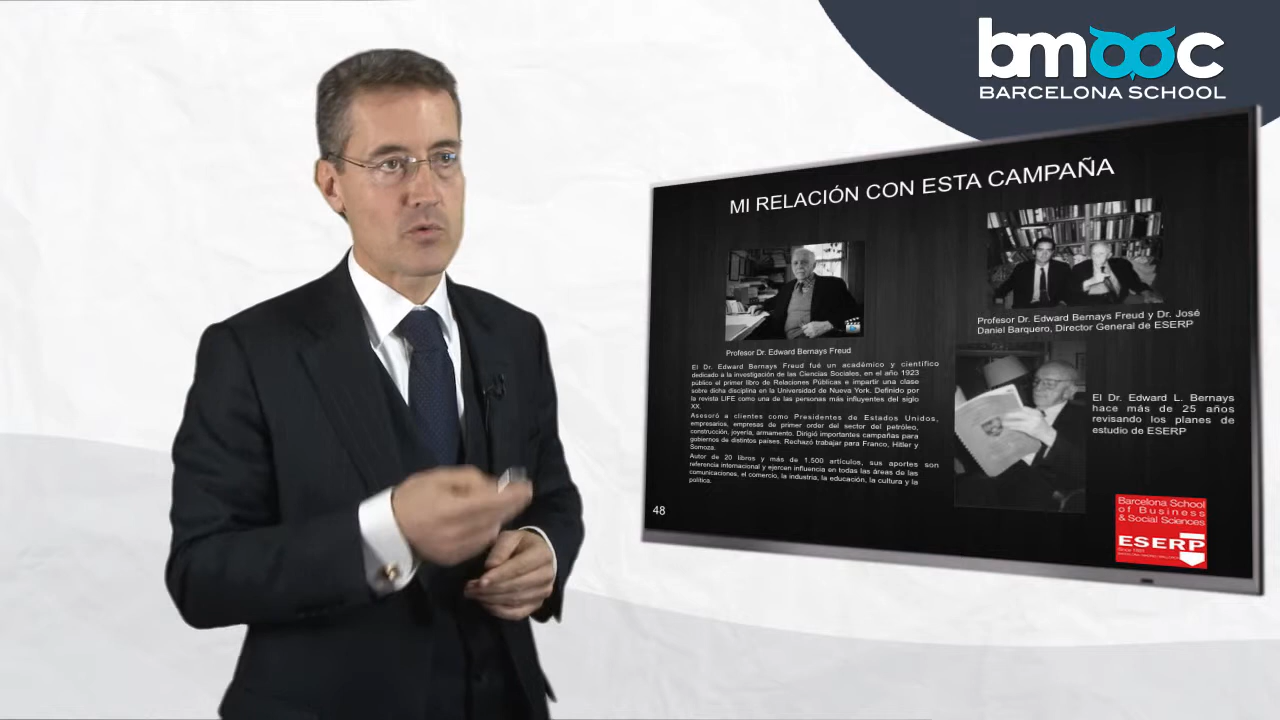 bmooc
BARCELONA SCHOOL
MI RELACIÓN CON ESTA CAMPAÑA
Profesor Dr. Edward Bernays Freud
El Dr. Edward Bernays Freud fué un académico y científico
dedicado a la investigación de las Ciencias Sociales, en el año 1923
público el primer libro de Relaciones Públicas e impartir una clase
sobre dicha disciplina en la Universidad de Nueva York. Definido por
la revista LIFE como una de las personas más influyentes del siglo
XX.
Asesoró a clientes como Presidentes de Estados Unidos,
empresarios, empresas de primer order del sector del petróleo,
construcción, joyería, armamento. Dirigió importantes campañas para
gobiernos de distintos países. Rechazó trabajar para Franco, Hitler y
Somoza.
Autor de 20 libros y más de 1.500 artículos, sus aportes son
referencia internacional y ejercen influencia en todas las áreas de las
comunicaciones, el comercio, la industria, la educación, la cultura y la
política.
Profesor Dr. Edward Bernays Freud y Dr. José
Daniel Barquero, Director General de ESERP
El Dr. Edward L. Bernays
hace más de 25 años
revisando los planes de
estudio de ESERP
48
Barcelona School
of Business
& Social Sciences
ESERP